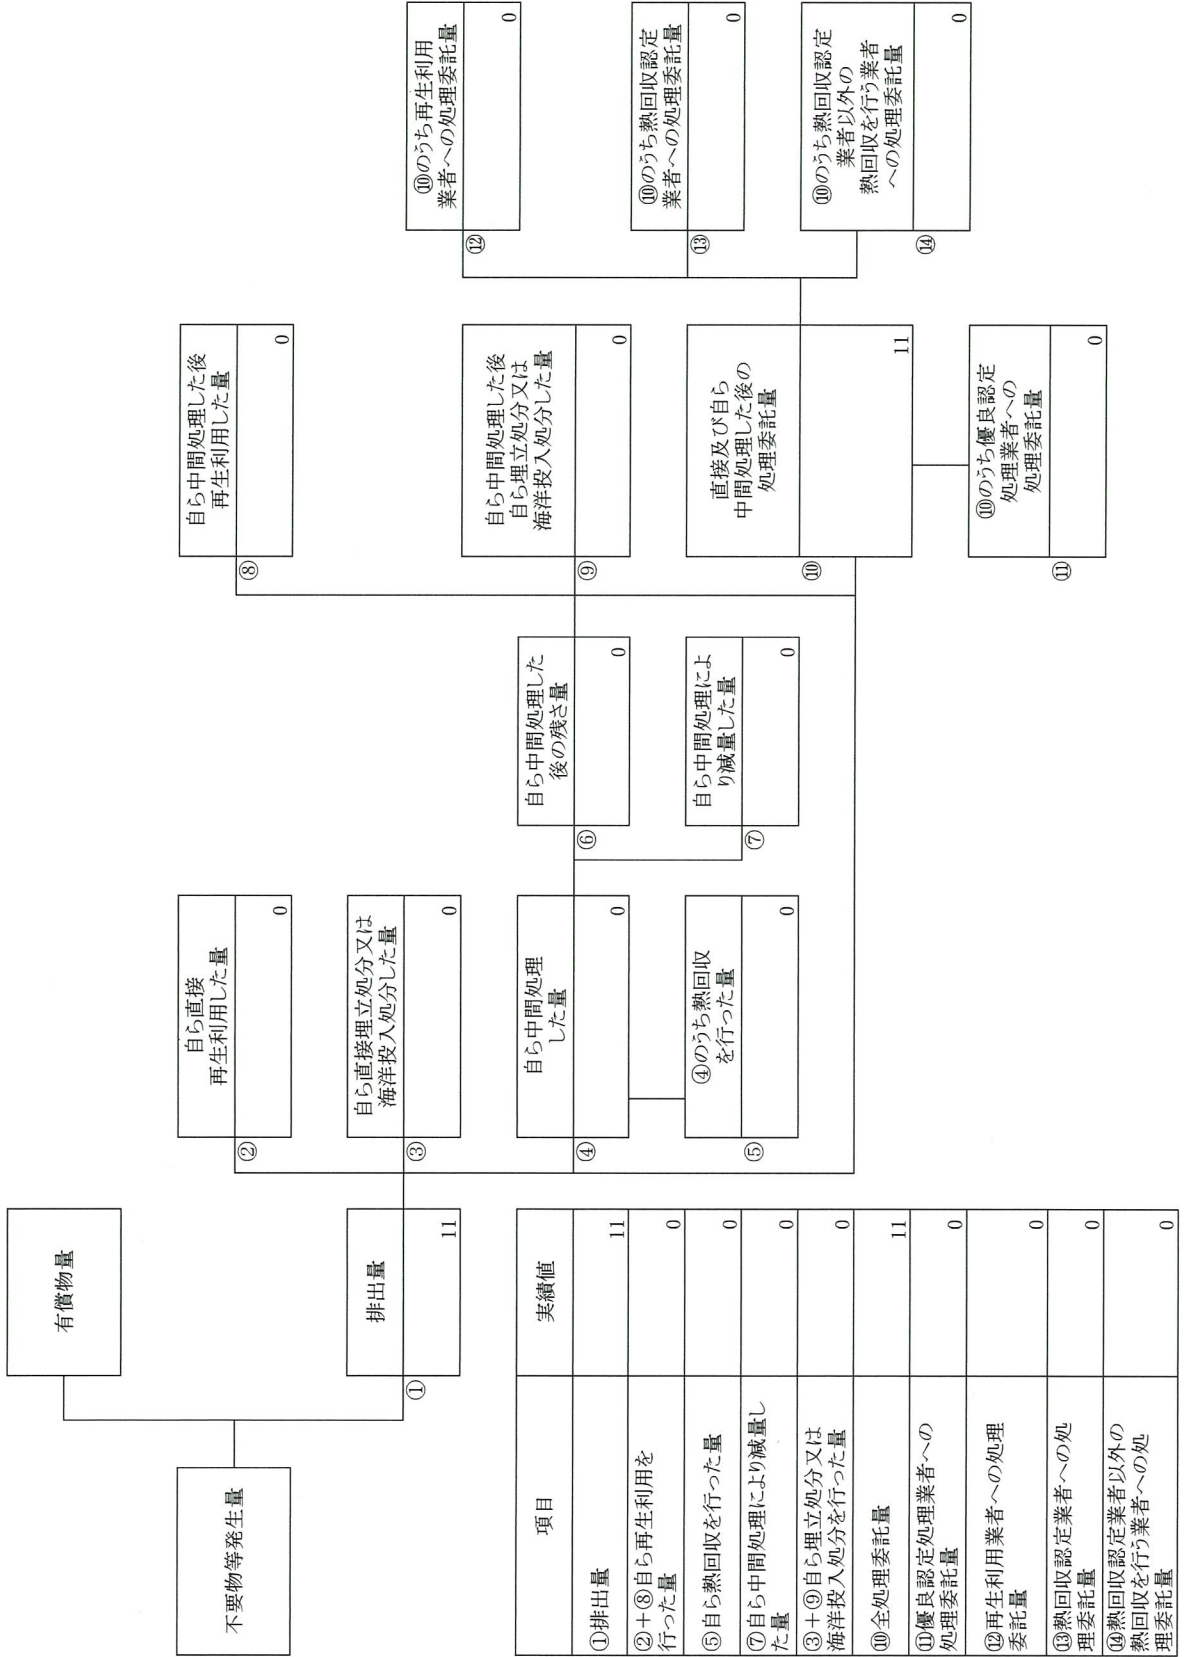 不要物等発生量
有償物量
①
排出量
11
②
自ら直接
再生利用した量
0
③
自ら直接埋立処分又は
海洋投入処分した量
0
④
自ら中間処理
した量
0
⑤
④のうち熱回収
を行った量
0
⑥
自ら中間処理した
後の残さ量
0
⑦
自ら中間処理によ
り減量した量
0
⑧
自ら中間処理した後
再生利用した量
0
⑨
自ら中間処理した後
自ら埋立処分又は
海洋投入処分した量
0
⑩
直接及び自ら
中間処理した後の
処理委託量
11
⑪
⑩のうち優良認定
処理業者への
処理委託量
0
⑫
⑩のうち再生利用
業者への処理委託量
0
⑬
⑩のうち熱回収認定
業者への処理委託量
0
⑭
⑩のうち熱回収認定
業者以外の
熱回収を行う業者
への処理委託量
0
項目 実績値
①排出量 11
②+⑧自ら再生利用を
行った量 0
⑤自ら熱回収を行った量 0
⑦自ら中間処理により減量し
た量 0
③+⑨自ら埋立処分又は
海洋投入処分を行った量 0
⑩全処理委託量 11
⑪優良認定処理業者への
処理委託量 0
⑫再生利用業者への処理
委託量 0
⑬熱回収認定業者への処
理委託量 0
⑭熱回収認定業者以外の
熱回収を行う業者への処
理委託量 0